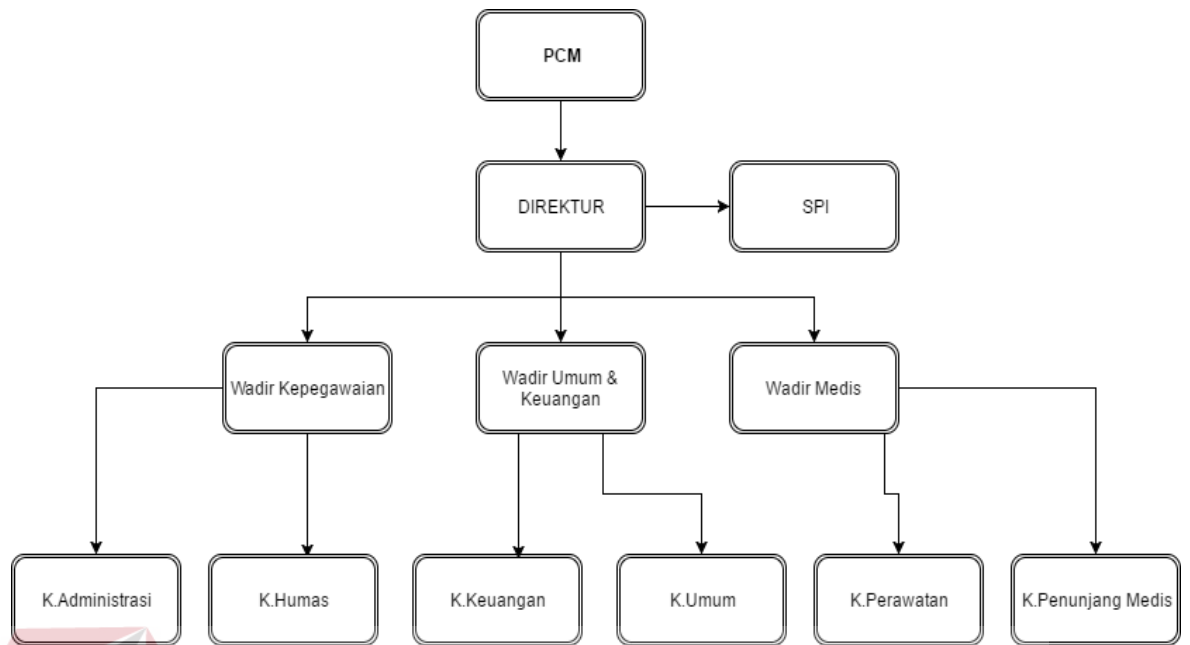 PCM
DIREKTUR
SPI
Wadir Kepegawaian
Wadir Umum &
Keuangan
Wadir Medis
K.Administrasi
K.Humas
K.Keuangan
K.Umum
K.Perawatan
K.Penunjang Medis